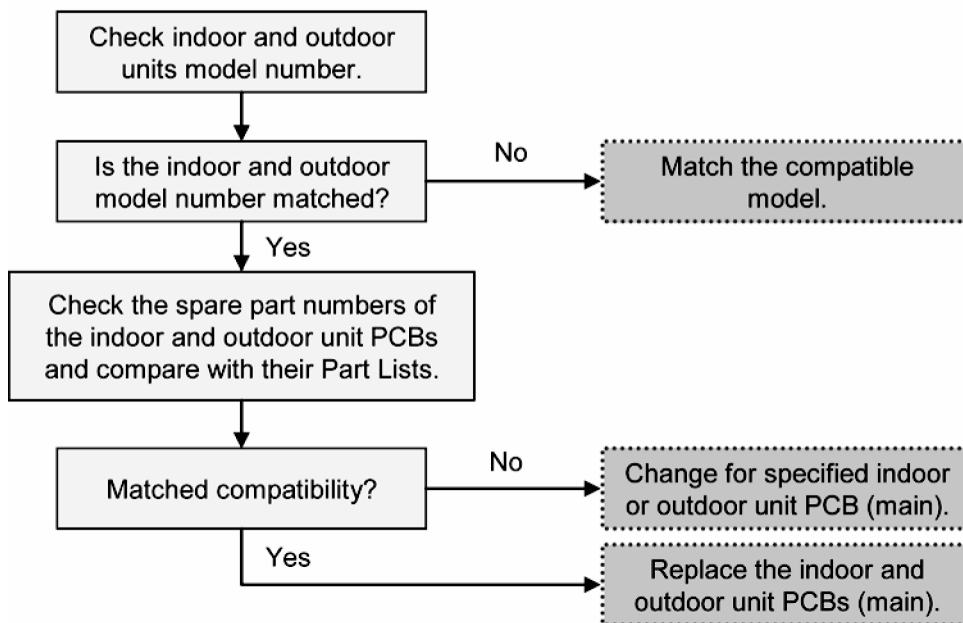 Check indoor and outdoor
units model number.
Is the indoor and outdoor
model number matched?
No
Match the compatible
model.
Yes
Check the spare part numbers of
the indoor and outdoor unit PCBs
and compare with their Part Lists.
Matched compatibility?
No
Change for specified indoor
or outdoor unit PCB (main).
Yes
Replace the indoor and
outdoor unit PCBs (main).